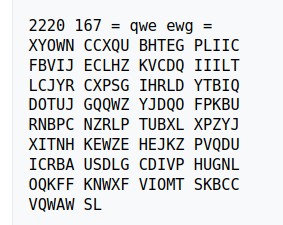 2220 167 = qwe ewg =
XYOWN CCXQU BHTEG PLIIC
FBVIJ ECLHZ KVCDQ IIILT
LCJYR CXPSG IHRLD YTBIQ
DOTUJ GQQWZ YJDQO FPKBU
RNBPC NZRLP TUBXL XPZYJ
XITNH KEWZE HEJKZ PVQDU
ICRBA USDLG CDIVP HUGNL
OQKFF KNWXF VIOMT SKBCC
VQWAW SL